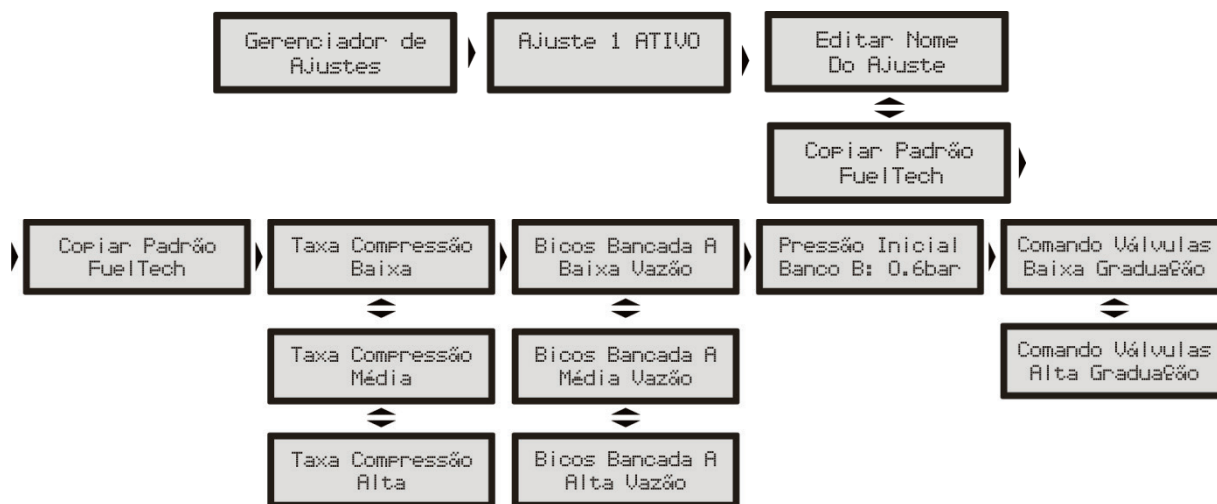 Gerenciador de
Ajustes
Ajuste 1 ATIVO
Editar Nome
Do Ajuste
Copiar Padrão
FuelTech
Copiar Padrão
FuelTech
Taxa Compressão
Baixa
Bicos Bancada A
Baixa Vazão
Pressão Inicial
Banco B: 0.6bar
Comando Válvulas
Baixa Graduação
Taxa Compressão
Média
Bicos Bancada A
Média Vazão
Comando Válvulas
Alta Graduação
Taxa Compressão
Alta
Bicos Bancada A
Alta Vazão